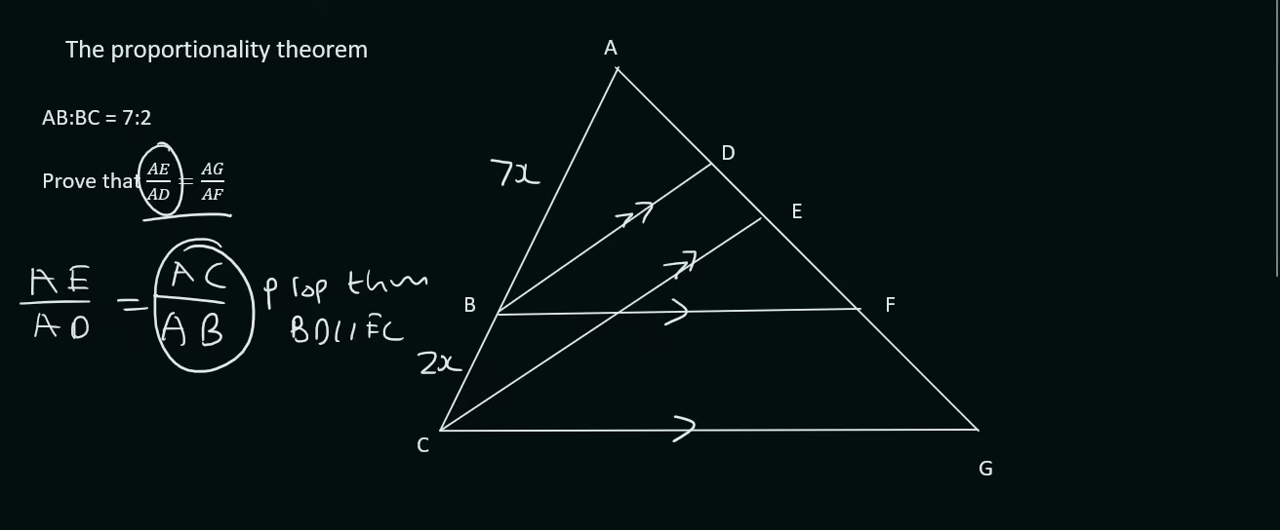 The proportionality theorem
A
AB:BC = 7:2
D
7x
Prove that AE/AD = AG/AF
E
AE/AD = AC/AB prop thm
BD//EC
B
F
2x
C
G